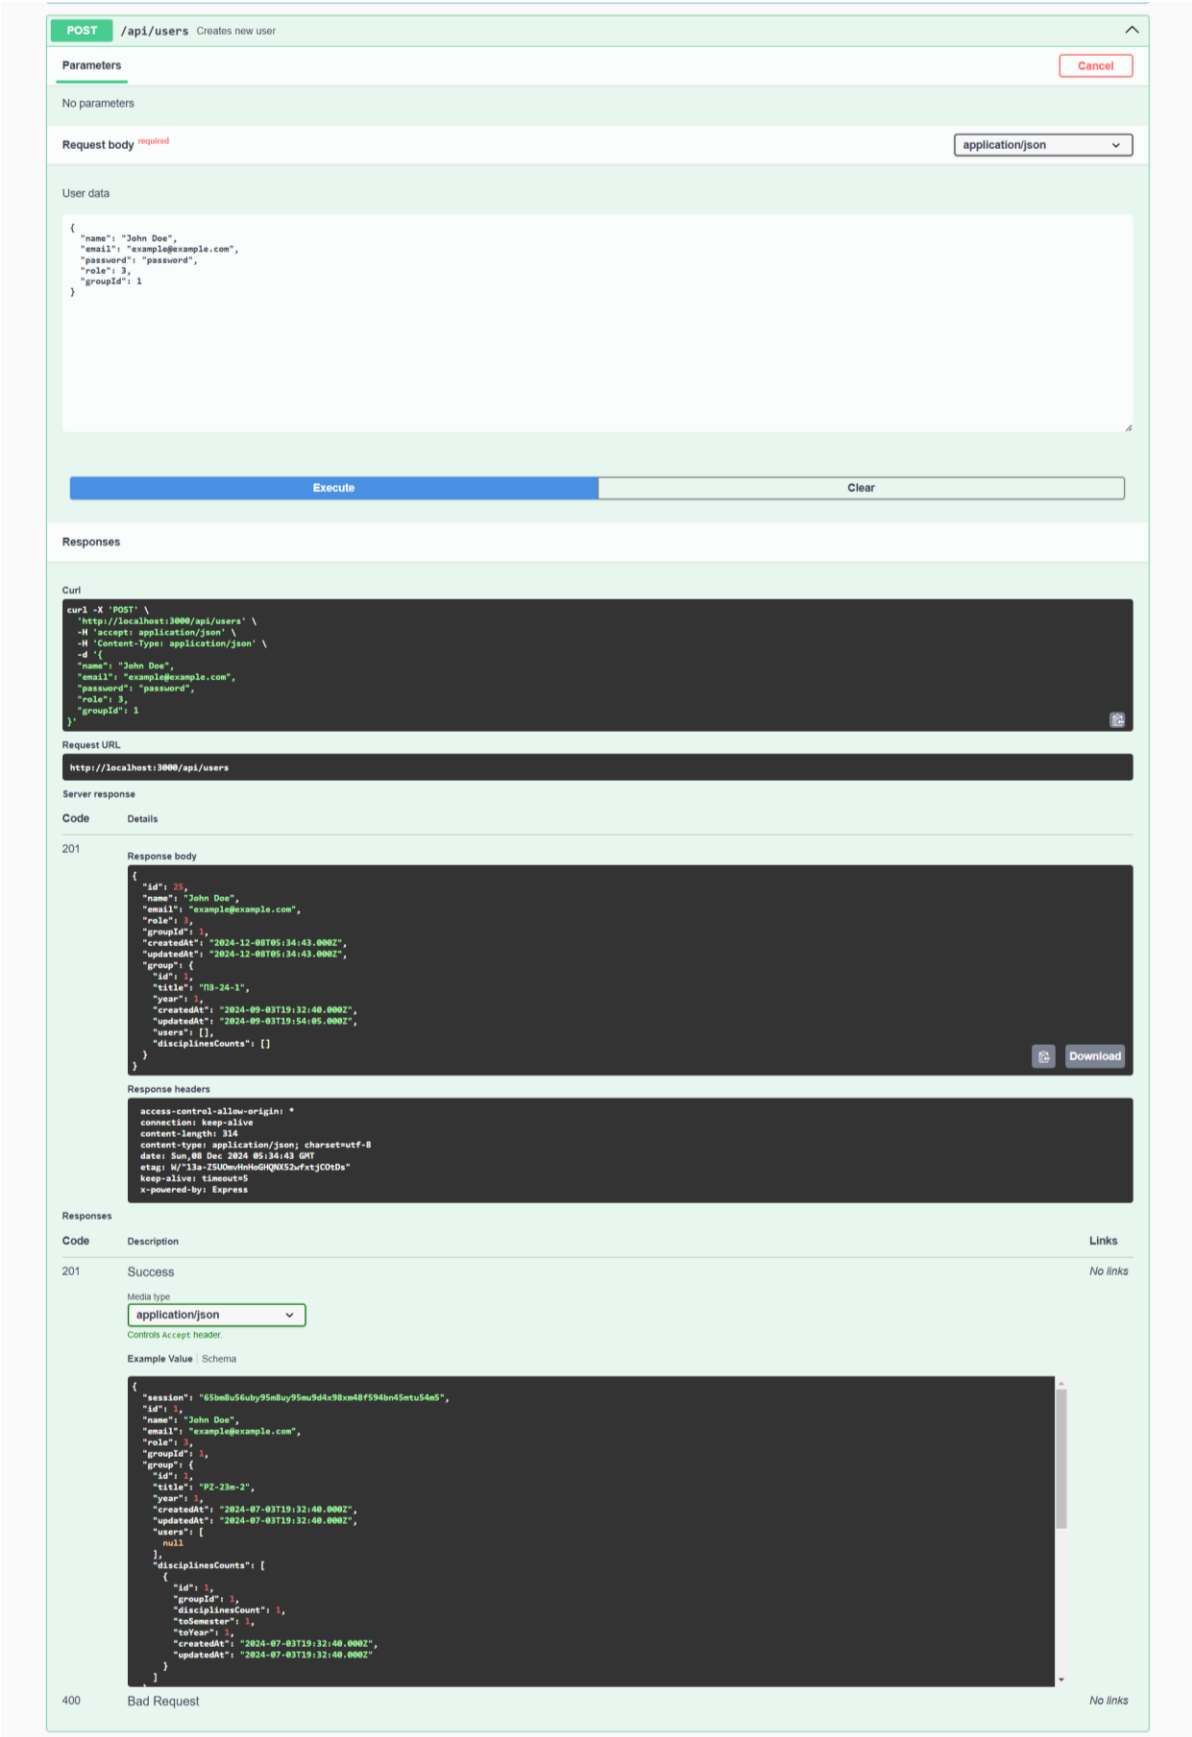 POST /api/users Creates new user
Parameters
Cancel
No parameters
Request body required
application/json
User data
{
"name": "John Doe",
"email": "example@example.com",
"password": "password",
"role": 3,
"groupId": 1
}
Execute
Clear
Responses
Curl
curl -X 'POST' \
'http://localhost:3000/api/users' \
-H 'accept: application/json' \
-H 'Content-Type: application/json' \
-d '{
"name": "John Doe",
"email": "example@example.com",
"password": "password",
"role": 3,
"groupId": 1
}'
Request URL
http://localhost:3000/api/users
Server response
Code Details
201
Response body
{
"id": 25,
"name": "John Doe",
"email": "example@example.com",
"role": 3,
"groupId": 1,
"createdAt": "2024-12-08T05:34:43.000Z",
"updatedAt": "2024-12-08T05:34:43.000Z",
"group": {
"id": 1,
"title": "ПЗ-24-1",
"year": 1,
"createdAt": "2024-09-03T19:32:40.000Z",
"updatedAt": "2024-09-03T19:54:05.000Z",
"users": [],
"disciplinesCounts": []
}
}
Download
Response headers
access-control-allow-origin: *
connection: keep-alive
content-length: 314
content-type: application/json; charset=utf-8
date: Sun,08 Dec 2024 05:34:43 GMT
etag:
keep-alive: timeout=5
x-powered-by: Express
Responses
Code Description Links
201 Success No links
Media type
application/json
Controls Accept header.
Example Value Schema
{
"session": "65bm8u56uby95m8uy95mu9d4x98xm48f594bn45mtu54m5",
"id": 1,
"name": "John Doe",
"email": "example@example.com",
"role": 3,
"groupId": 1,
"group": {
"id": 1,
"title": "PZ-23m-2",
"year": 1,
"createdAt": "2024-07-03T19:32:40.000Z",
"updatedAt": "2024-07-03T19:32:40.000Z",
"users": [
null
],
"disciplinesCounts": [
{
"id": 1,
"groupId": 1,
"disciplinesCount": 1,
"toSemester": 1,
"toYear": 1,
"createdAt": "2024-07-03T19:32:40.000Z",
"updatedAt": "2024-07-03T19:32:40.000Z"
}
]
400 Bad Request No links